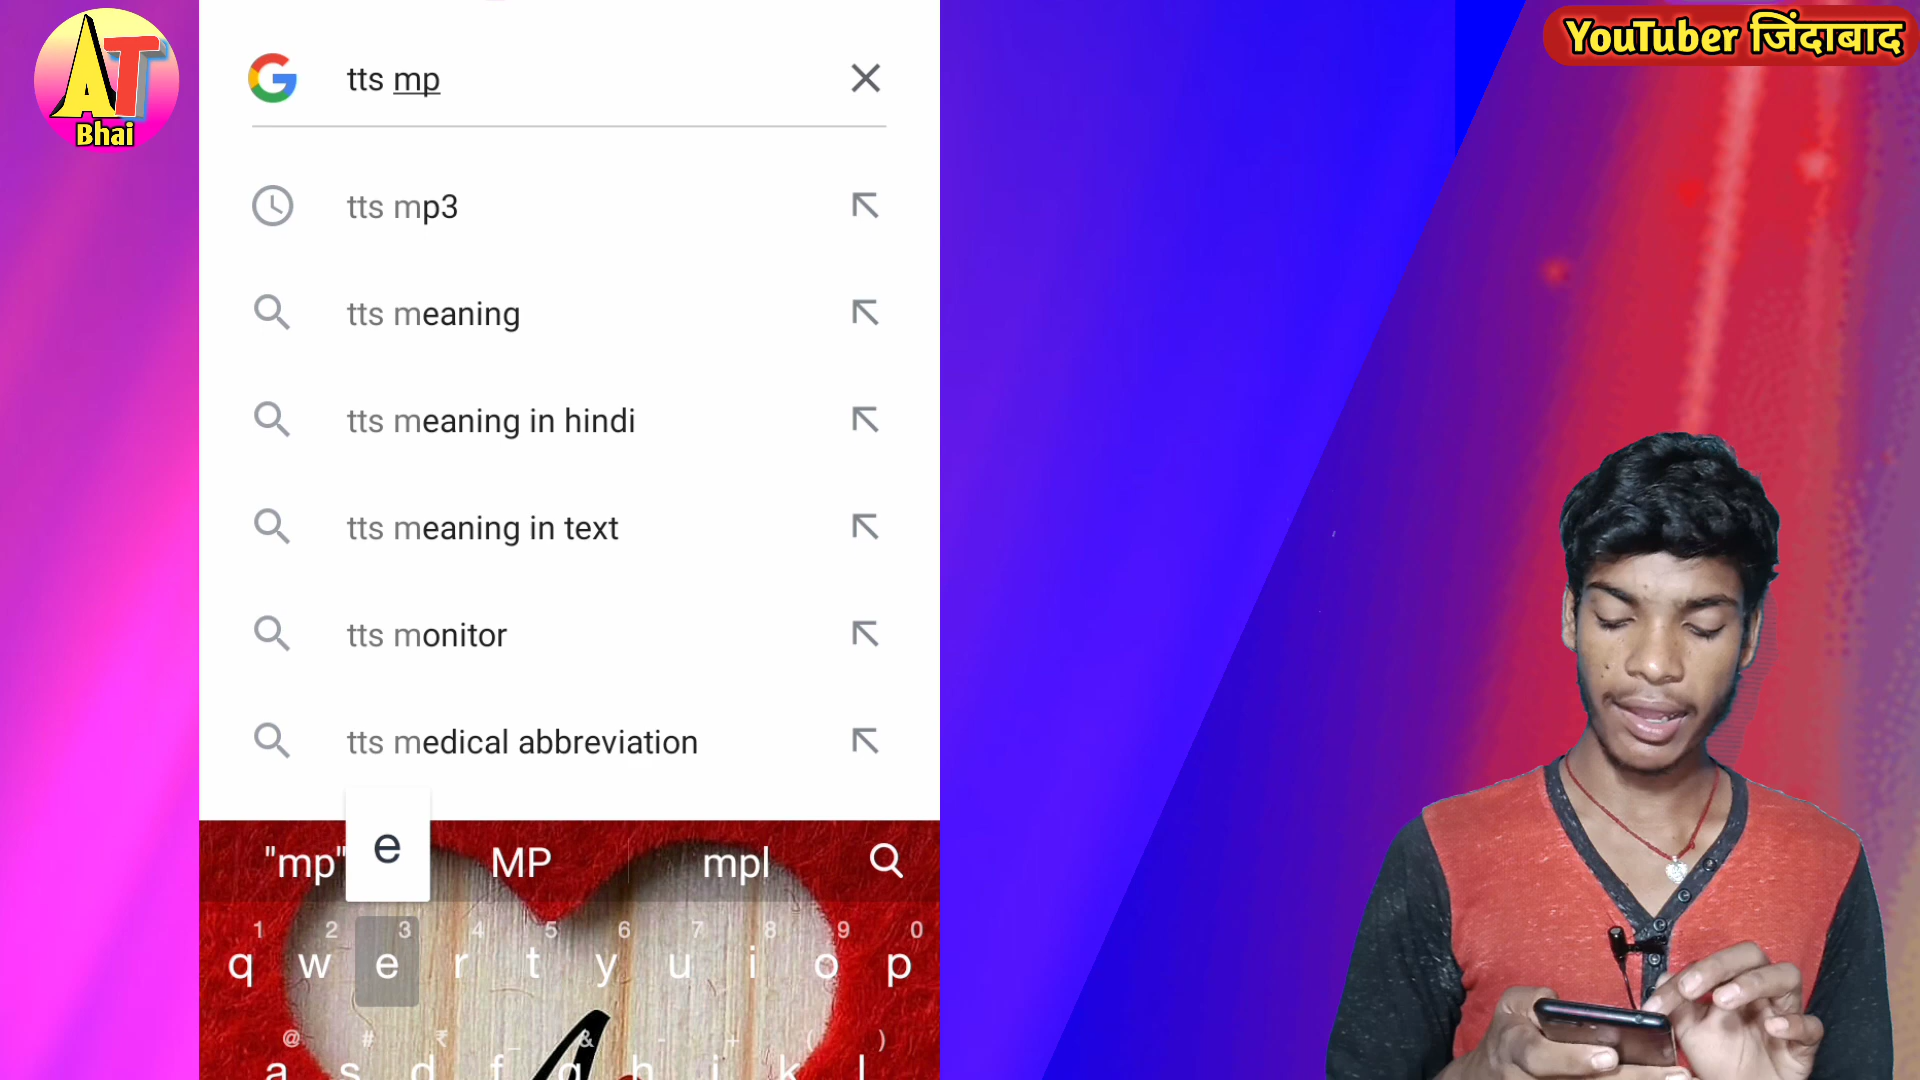 AT
Bhai
YouTuber जिंदाबाद
tts mp
tts mp3
tts meaning
tts meaning in hindi
tts meaning in text
tts monitor
tts medical abbreviation
"mp" e MP mpl
1 2 3 4 5 6 7 8 9 0
q w e r t y u i o p
@ # ₹ _ & - + ( )
a s d f g h j k l